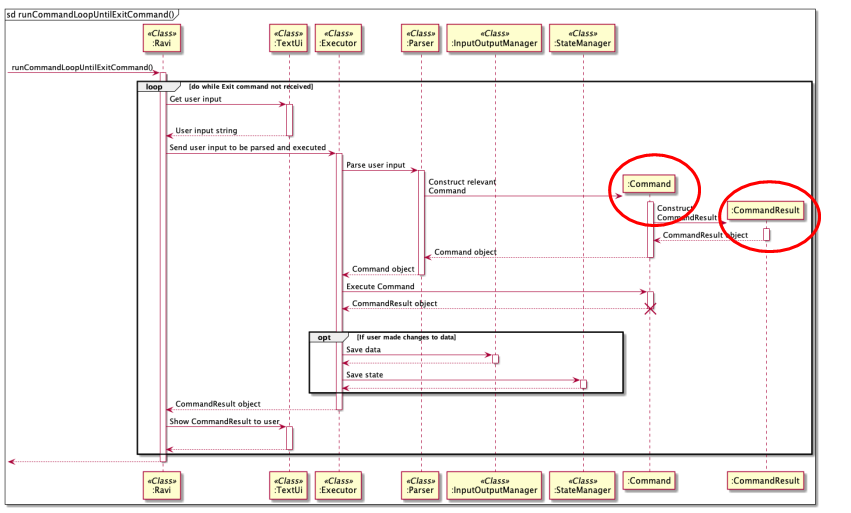 sd runCommandLoopUntilExitCommand()
«Class»
:Ravi
«Class»
:TextUi
«Class»
:Executor
«Class»
:Parser
«Class»
:InputOutputManager
«Class»
:StateManager
runCommandLoopUntilExitCommand()
loop [do while Exit command not received]
Get user input
User input string
Send user input to be parsed and executed
Parse user input
Construct relevant
Command
:Command
Construct
CommandResult
:CommandResult
CommandResult object
Command object
Command object
Execute Command
CommandResult object
opt [If user made changes to data]
Save data
Save state
CommandResult object
Show CommandResult to user
«Class»
:Ravi
«Class»
:TextUi
«Class»
:Executor
«Class»
:Parser
«Class»
:InputOutputManager
«Class»
:StateManager
:Command
:CommandResult